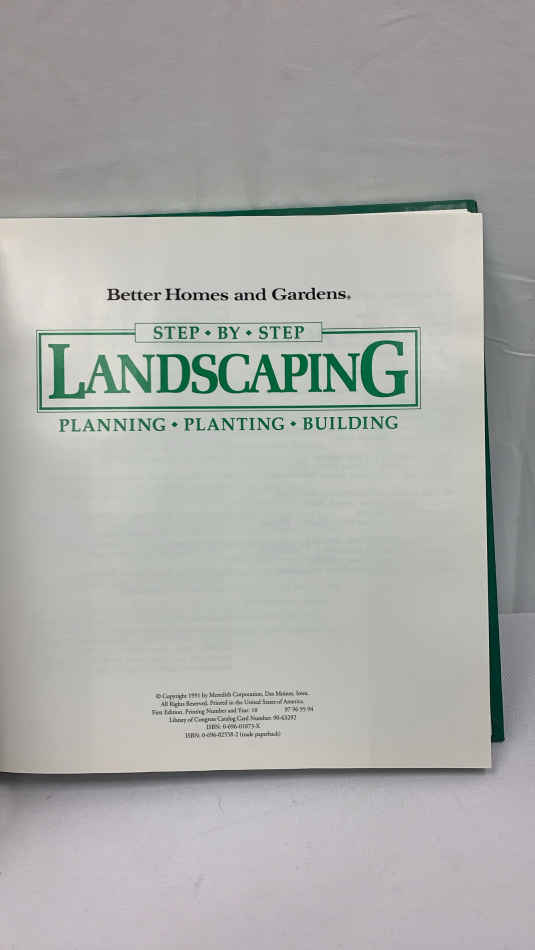 Better Homes and Gardens®
STEP • BY • STEP
LANDSCAPING
PLANNING • PLANTING • BUILDING
© Copyright 1991 by Meredith Corporation, Des Moines, Iowa.
All Rights Reserved. Printed in the United States of America.
First Edition. Printing Number and Year: 10 97 96 95 94
Library of Congress Catalog Card Number: 90-63292
ISBN: 0-696-01873-X
ISBN: 0-696-02558-2 (trade paperback)